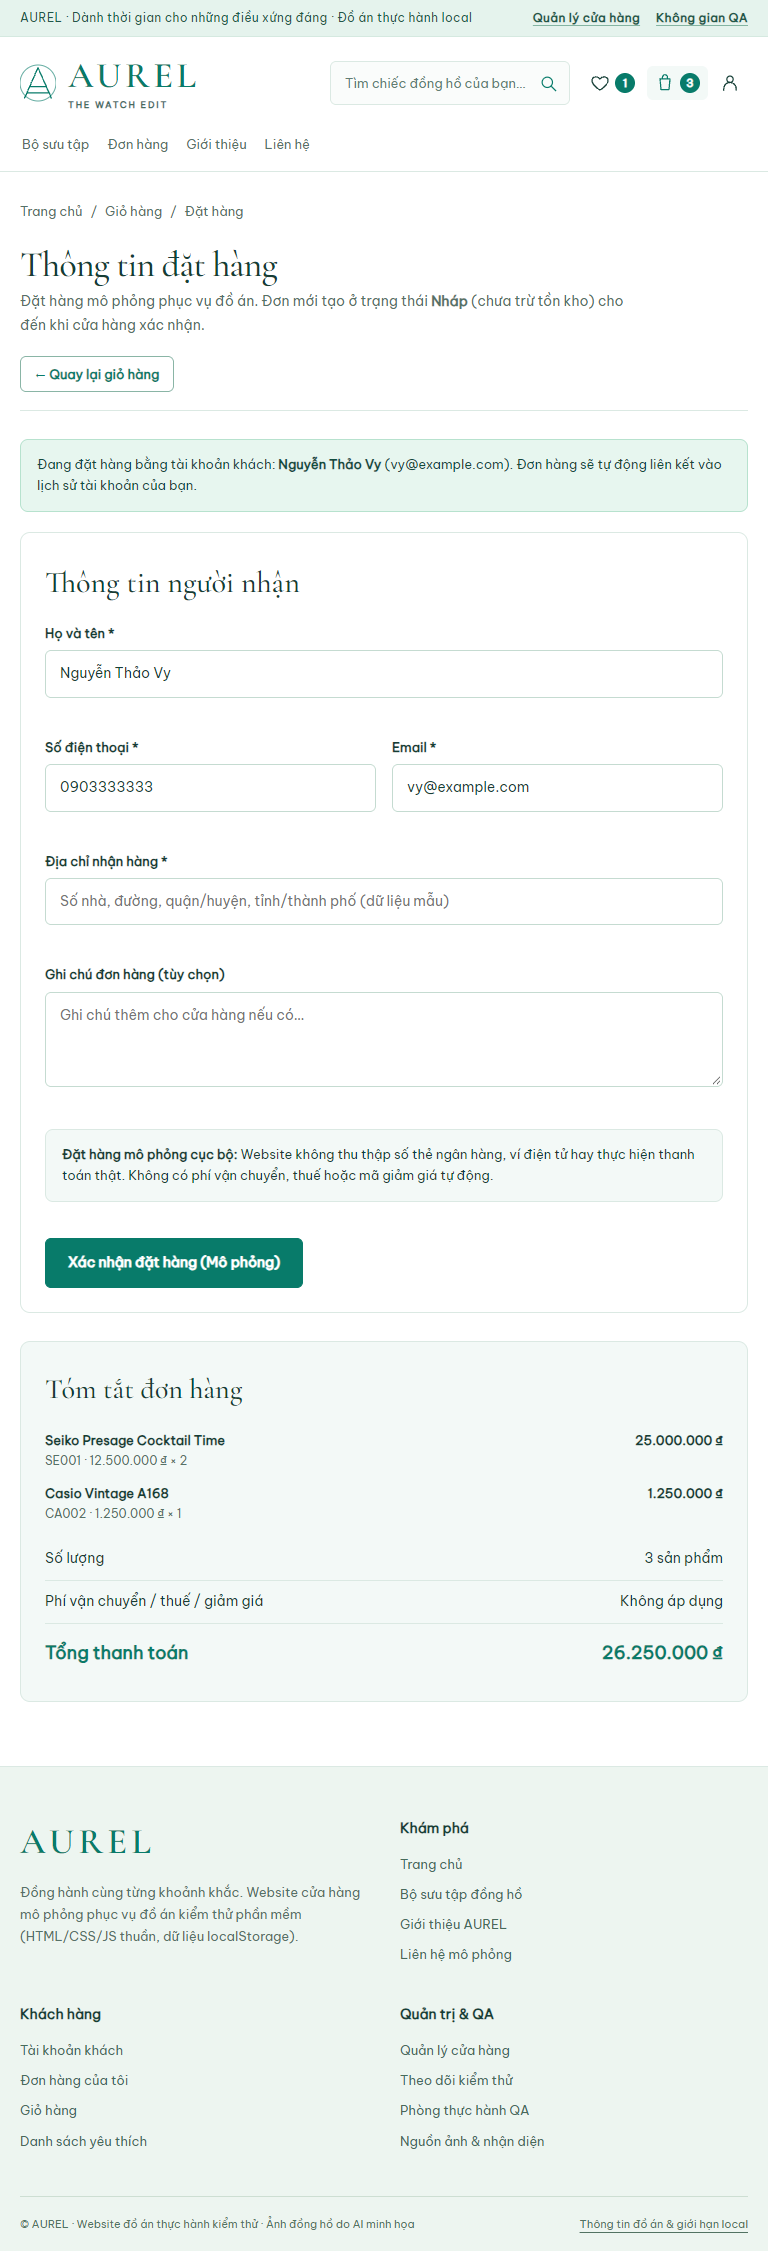 AUREL · Dành thời gian cho những điều xứng đáng · Đồ án thực hành local
Quản lý cửa hàng
Không gian QA
AUREL
THE WATCH EDIT
Tìm chiếc đồng hồ của bạn...
1
3
Bộ sưu tập
Đơn hàng
Giới thiệu
Liên hệ
Trang chủ / Giỏ hàng / Đặt hàng
Thông tin đặt hàng
Đặt hàng mô phỏng phục vụ đồ án. Đơn mới tạo ở trạng thái Nháp (chưa trừ tồn kho) cho
đến khi cửa hàng xác nhận.
← Quay lại giỏ hàng
Đang đặt hàng bằng tài khoản khách: Nguyễn Thảo Vy (vy@example.com). Đơn hàng sẽ tự động liên kết vào
lịch sử tài khoản của bạn.
Thông tin người nhận
Họ và tên *
Nguyễn Thảo Vy
Số điện thoại *
Email *
0903333333
vy@example.com
Địa chỉ nhận hàng *
Số nhà, đường, quận/huyện, tỉnh/thành phố (dữ liệu mẫu)
Ghi chú đơn hàng (tùy chọn)
Ghi chú thêm cho cửa hàng nếu có...
Đặt hàng mô phỏng cục bộ: Website không thu thập số thẻ ngân hàng, ví điện tử hay thực hiện thanh
toán thật. Không có phí vận chuyển, thuế hoặc mã giảm giá tự động.
Xác nhận đặt hàng (Mô phỏng)
Tóm tắt đơn hàng
Seiko Presage Cocktail Time
25.000.000 ₫
SE001 · 12.500.000 ₫ × 2
Casio Vintage A168
1.250.000 ₫
CA002 · 1.250.000 ₫ × 1
Số lượng
3 sản phẩm
Phí vận chuyển / thuế / giảm giá
Không áp dụng
Tổng thanh toán
26.250.000 ₫
AUREL
Đồng hành cùng từng khoảnh khắc. Website cửa hàng
mô phỏng phục vụ đồ án kiểm thử phần mềm
(HTML/CSS/JS thuần, dữ liệu localStorage).
Khám phá
Trang chủ
Bộ sưu tập đồng hồ
Giới thiệu AUREL
Liên hệ mô phỏng
Khách hàng
Tài khoản khách
Đơn hàng của tôi
Giỏ hàng
Danh sách yêu thích
Quản trị & QA
Quản lý cửa hàng
Theo dõi kiểm thử
Phòng thực hành QA
Nguồn ảnh & nhận diện
© AUREL · Website đồ án thực hành kiểm thử · Ảnh đồng hồ do AI minh họa
Thông tin đồ án & giới hạn local